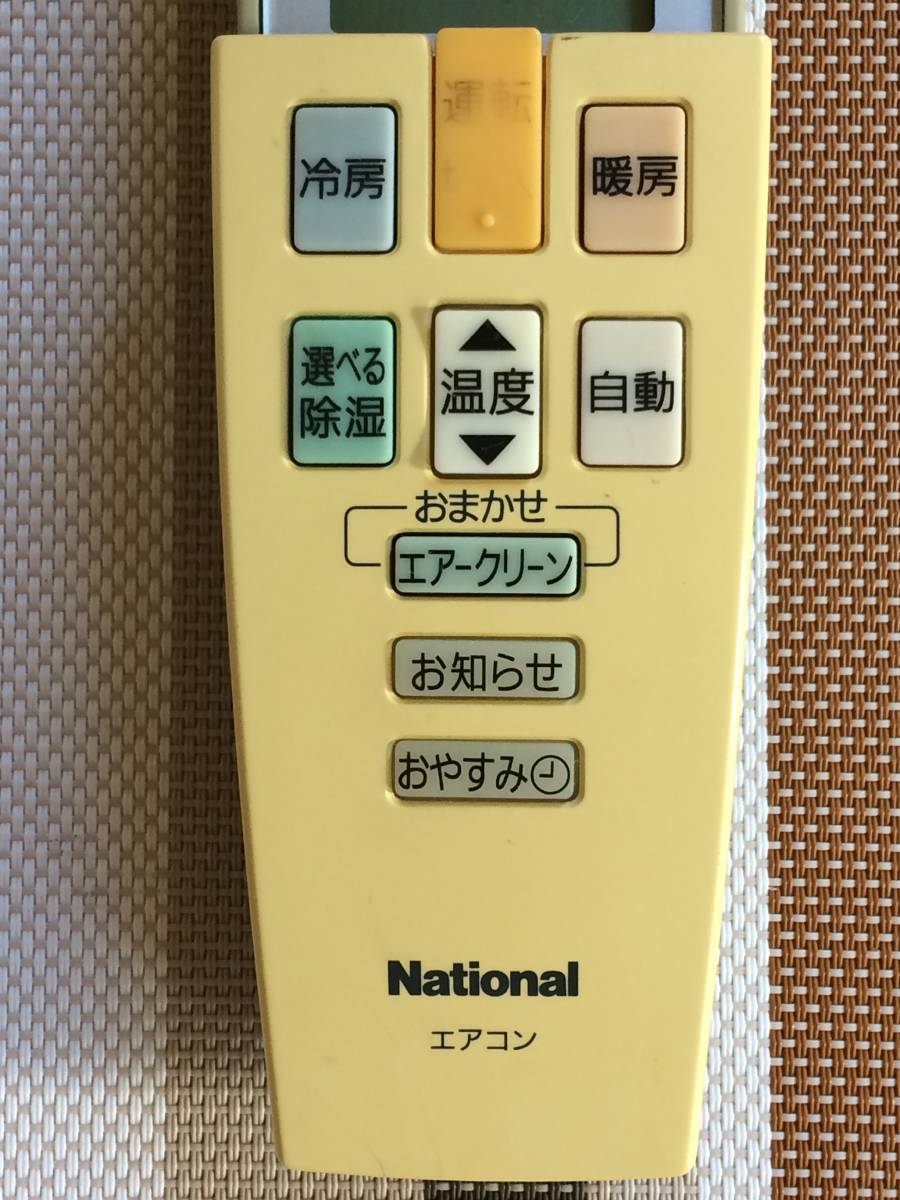 運転
冷房
暖房
選べる
除湿
▲
温度
▼
自動
おまかせ
エアークリーン
お知らせ
おやすみ
National
エアコン